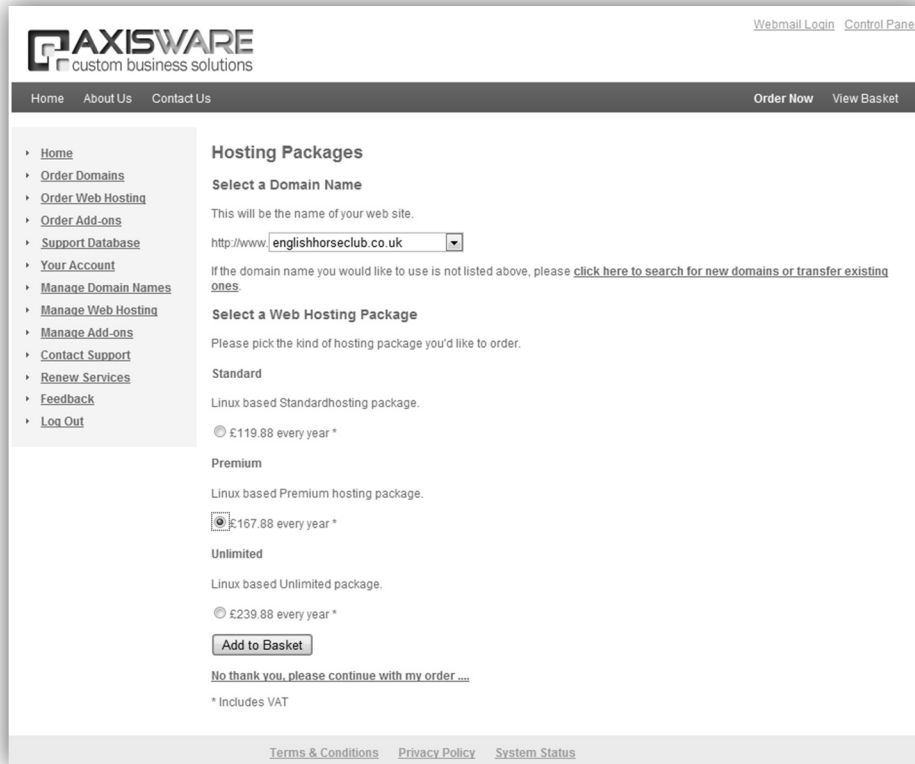 Webmail Login Control Pane
AXISWARE
custom business solutions
Home About Us Contact Us Order Now View Basket
Home
Order Domains
Order Web Hosting
Order Add-ons
Support Database
Your Account
Manage Domain Names
Manage Web Hosting
Manage Add-ons
Contact Support
Renew Services
Feedback
Log Out
Hosting Packages
Select a Domain Name
This will be the name of your web site.
http://www. englishhorseclub.co.uk
If the domain name you would like to use is not listed above, please click here to search for new domains or transfer existing
ones.
Select a Web Hosting Package
Please pick the kind of hosting package you'd like to order.
Standard
Linux based Standardhosting package.
£119.88 every year *
Premium
Linux based Premium hosting package.
£167.88 every year *
Unlimited
Linux based Unlimited package.
£239.88 every year *
Add to Basket
No thank you, please continue with my order ....
* Includes VAT
Terms & Conditions Privacy Policy System Status